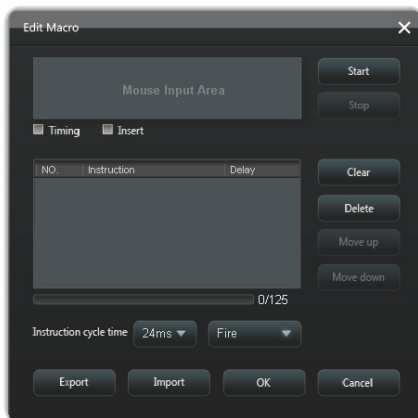 Edit Macro
Mouse Input Area
Start
Stop
Timing Insert
NO. Instruction Delay
Clear
Delete
Move up
Move down
0/125
Instruction cycle time 24ms Fire
Export Import OK Cancel